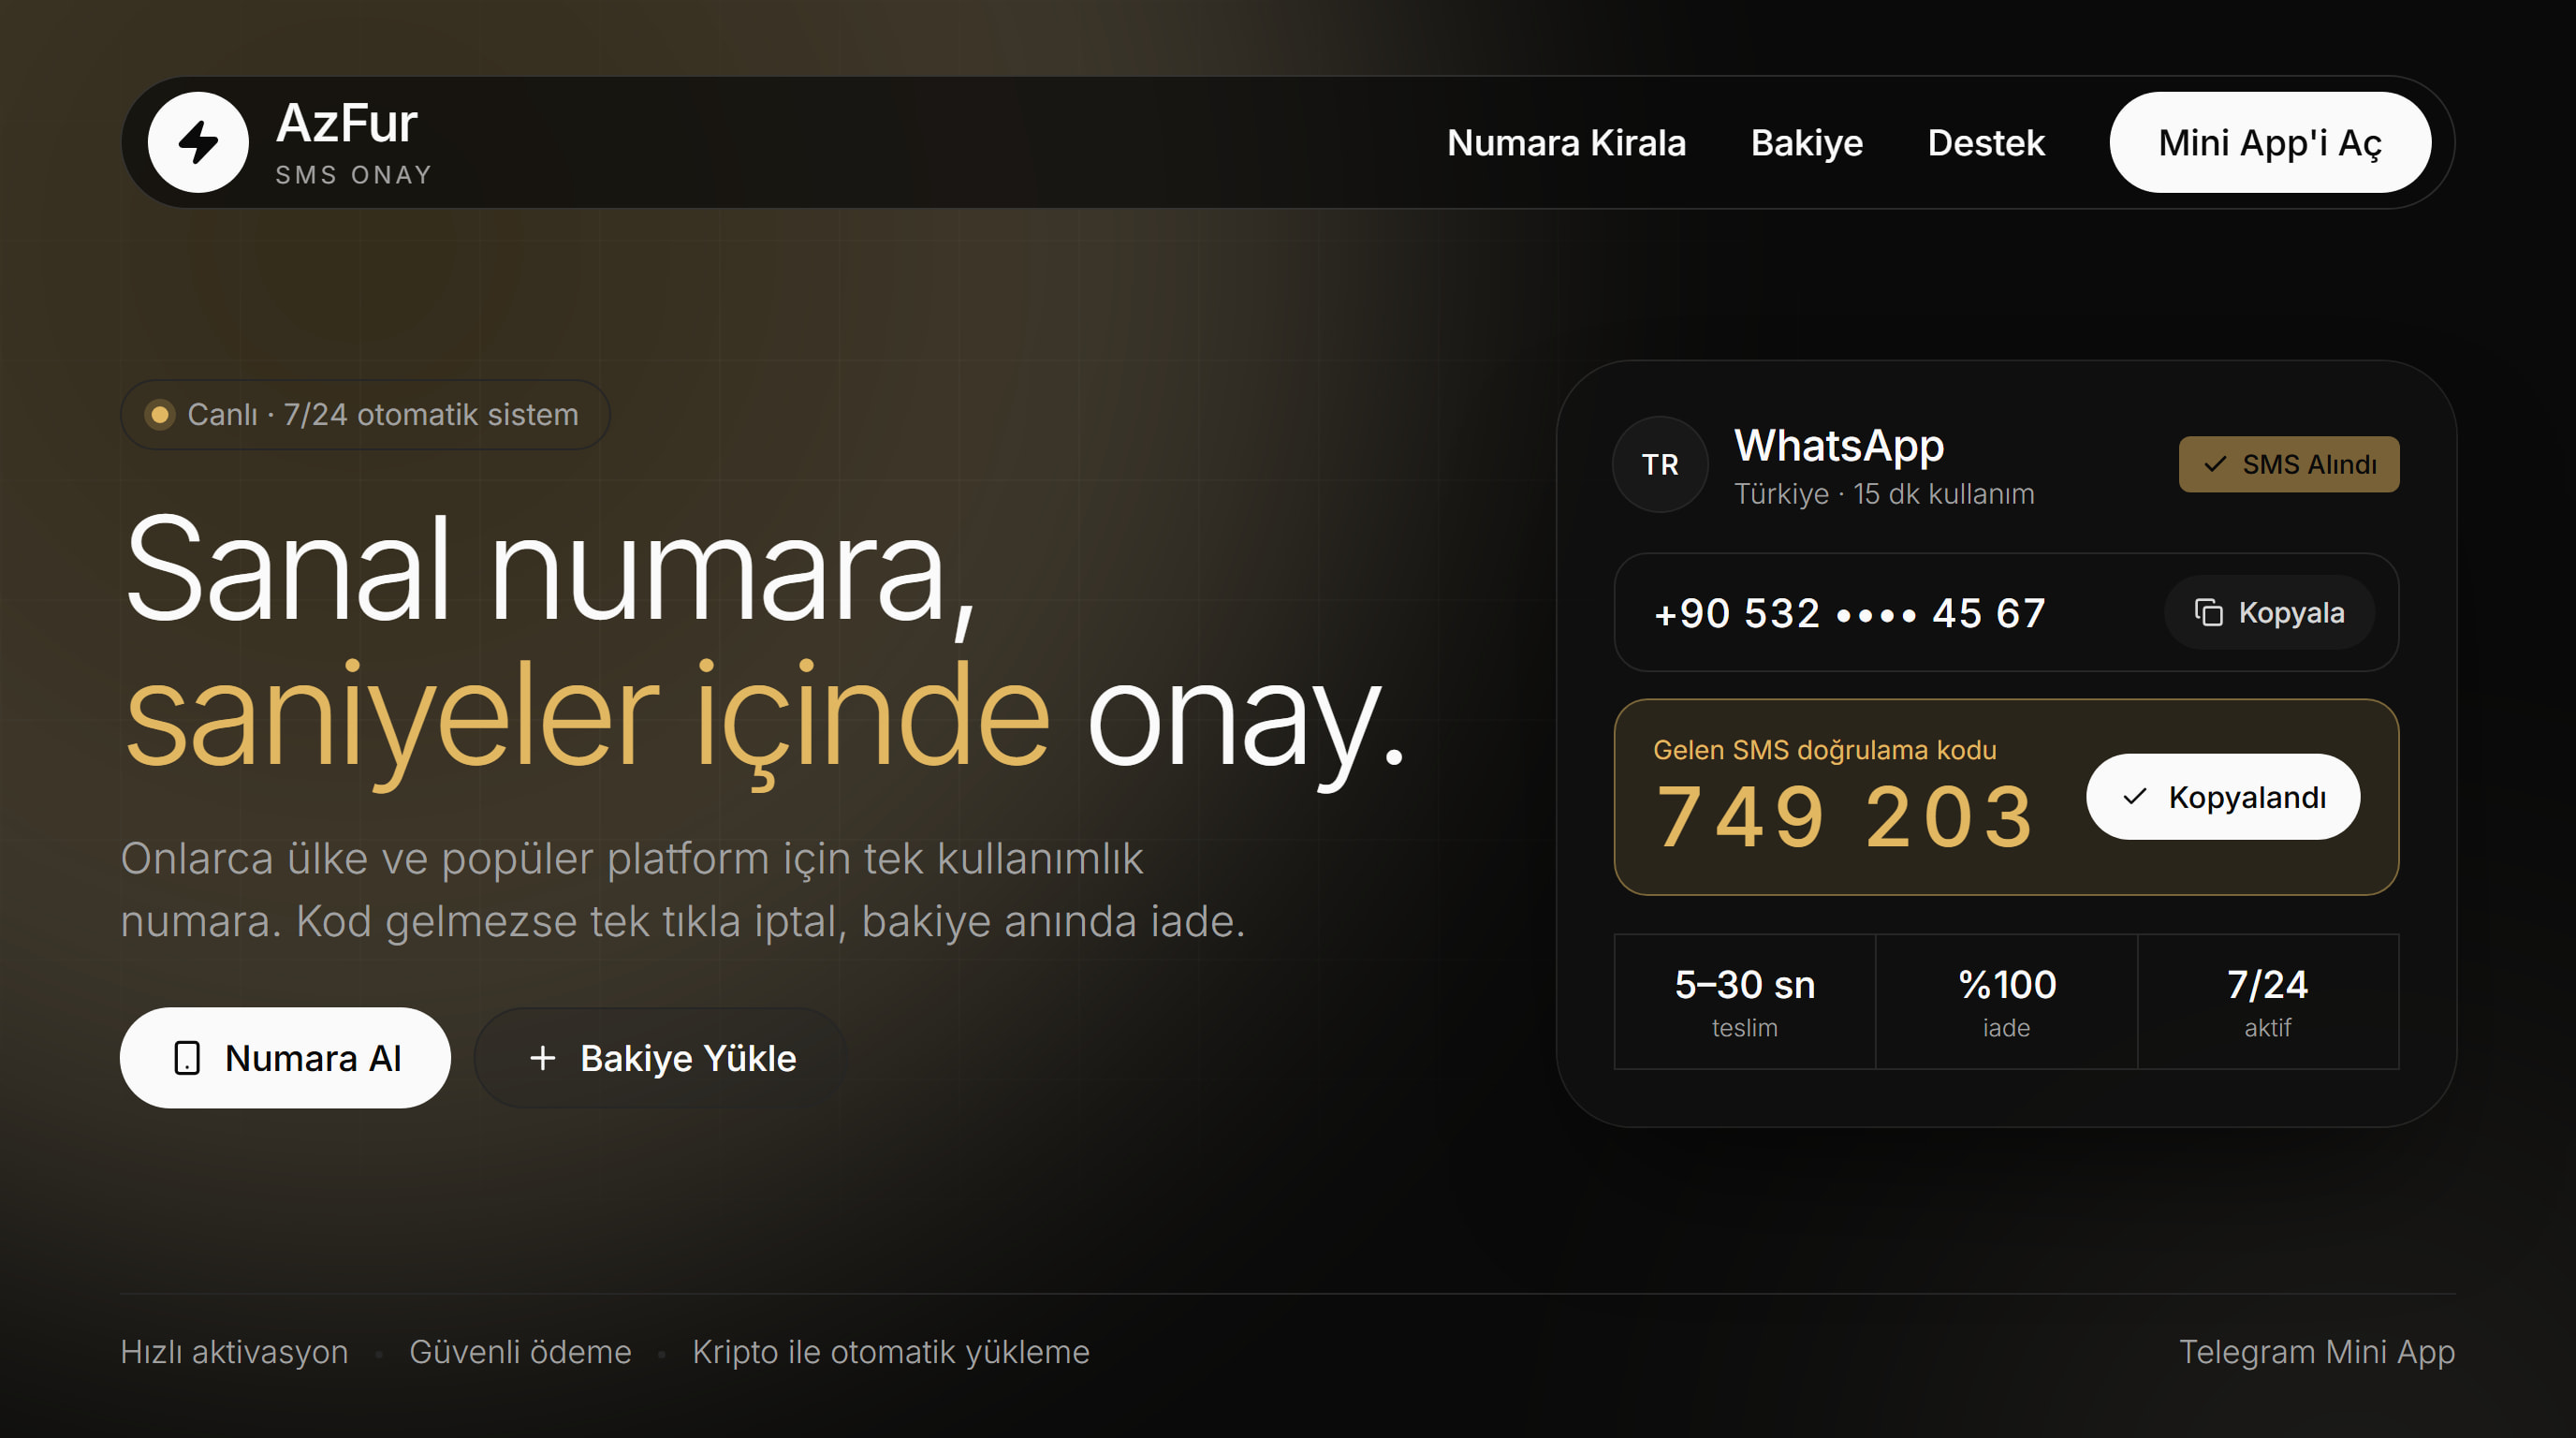 AzFur
SMS ONAY
Numara Kirala
Bakiye
Destek
Mini App'i Aç
Canlı · 7/24 otomatik sistem
Sanal numara,
saniyeler içinde onay.
Onlarca ülke ve popüler platform için tek kullanımlık
numara. Kod gelmezse tek tıkla iptal, bakiye anında iade.
Numara Al
Bakiye Yükle
TR
WhatsApp
Türkiye · 15 dk kullanım
SMS Alındı
+90 532 •••• 45 67
Kopyala
Gelen SMS doğrulama kodu
749 203
Kopyalandı
5–30 sn
teslim
%100
iade
7/24
aktif
Hızlı aktivasyon · Güvenli ödeme · Kripto ile otomatik yükleme
Telegram Mini App